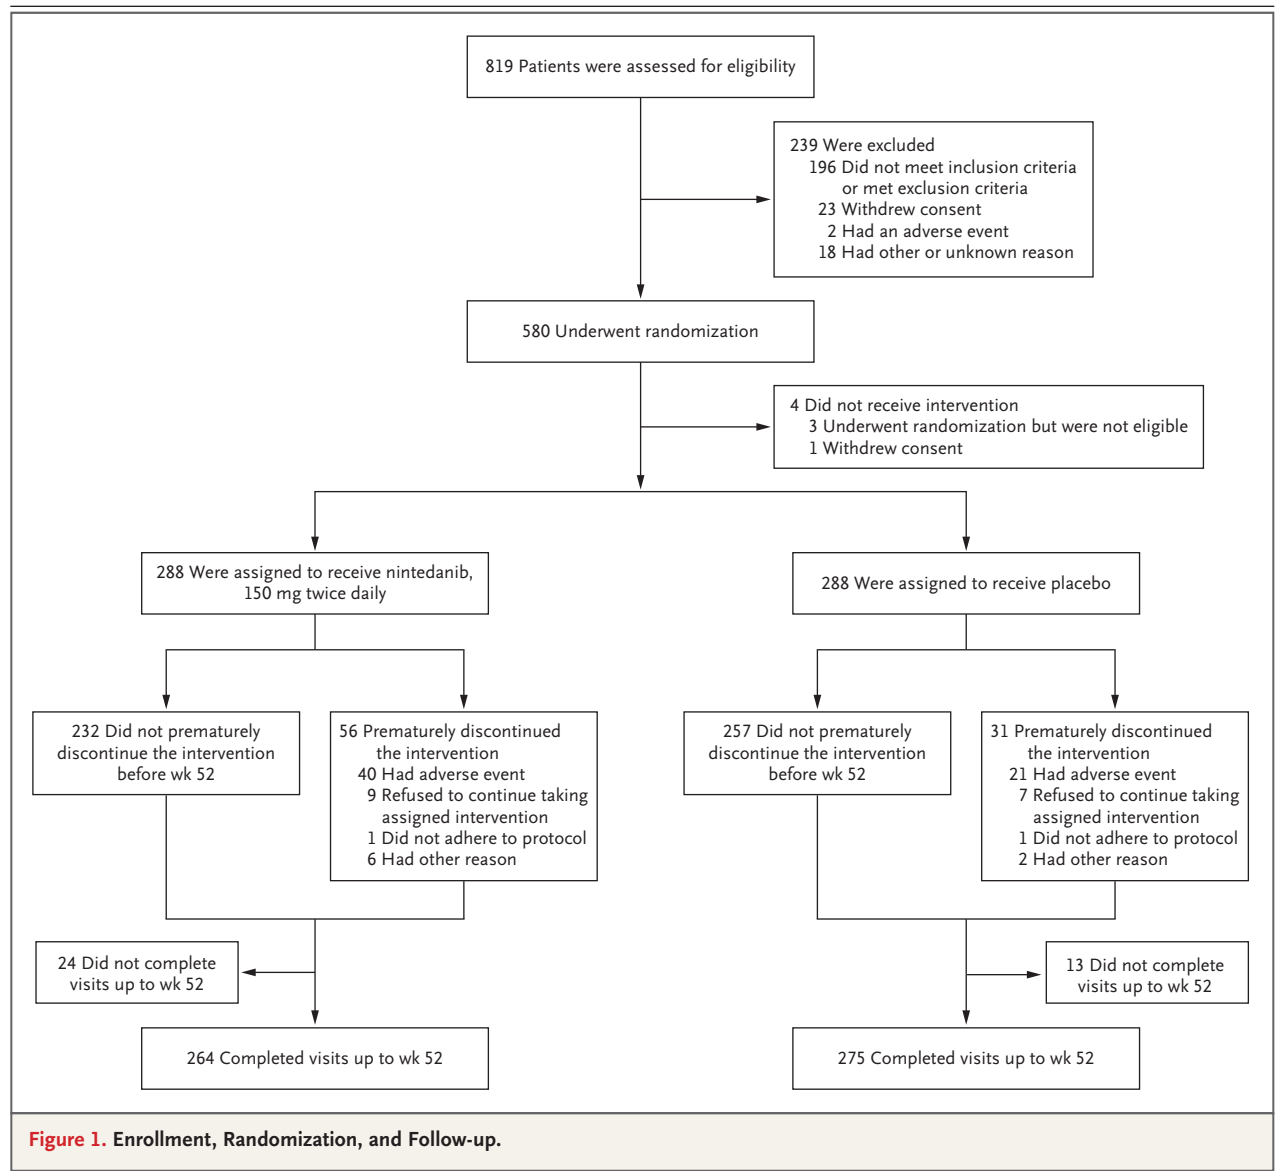 819 Patients were assessed for eligibility
239 Were excluded
196 Did not meet inclusion criteria
or met exclusion criteria
23 Withdrew consent
2 Had an adverse event
18 Had other or unknown reason
580 Underwent randomization
4 Did not receive intervention
3 Underwent randomization but were not eligible
1 Withdrew consent
288 Were assigned to receive nintedanib,
150 mg twice daily
288 Were assigned to receive placebo
232 Did not prematurely
discontinue the intervention
before wk 52
56 Prematurely discontinued
the intervention
40 Had adverse event
9 Refused to continue taking
assigned intervention
1 Did not adhere to protocol
6 Had other reason
257 Did not prematurely
discontinue the intervention
before wk 52
31 Prematurely discontinued
the intervention
21 Had adverse event
7 Refused to continue taking
assigned intervention
1 Did not adhere to protocol
2 Had other reason
24 Did not complete
visits up to wk 52
13 Did not complete
visits up to wk 52
264 Completed visits up to wk 52
275 Completed visits up to wk 52
Figure 1. Enrollment, Randomization, and Follow-up.